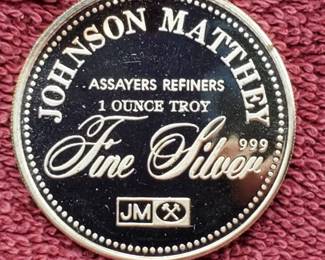 JOHNSON MATTHEY
ASSAYERS REFINERS
1 OUNCE TROY
999
Fine Silver
JM